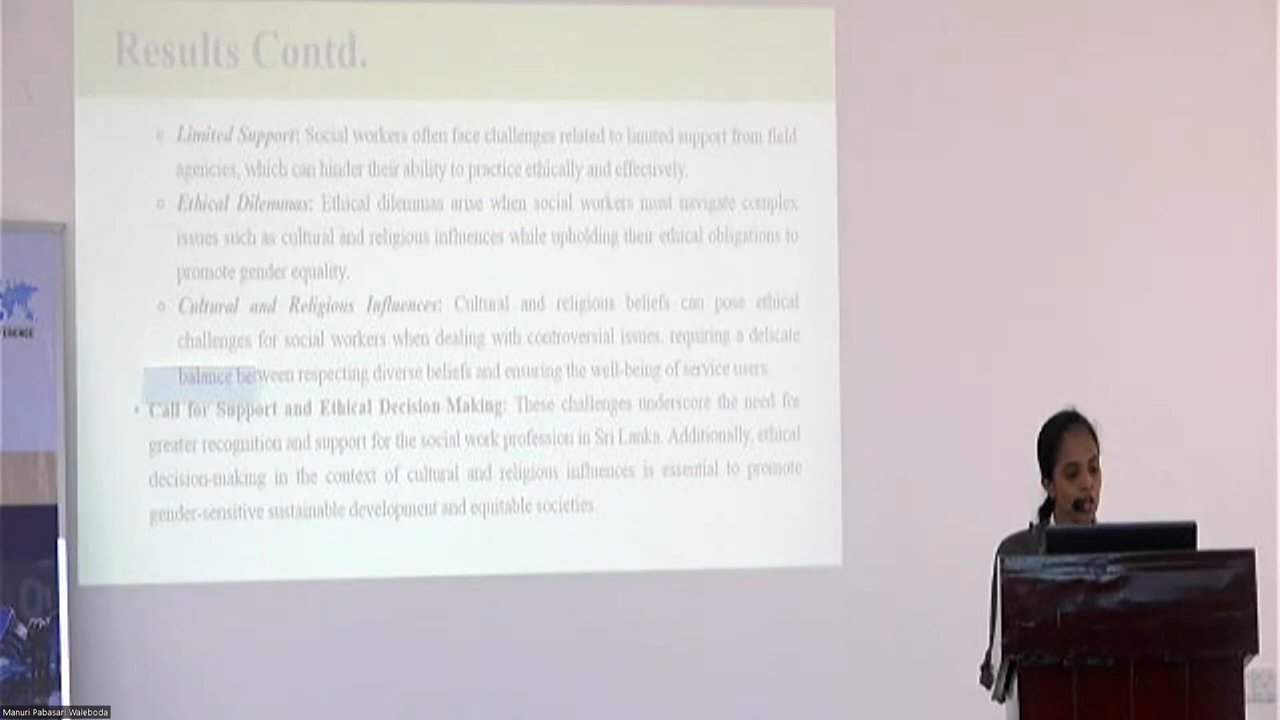 Results Contd.
Limited Support: Social workers often face challenges related to limited support from field
agencies, which can hinder their ability to practice ethically and effectively.
Ethical Dilemmas: Ethical dilemmas arise when social workers must navigate complex
issues such as cultural and religious influences while upholding their ethical obligations to
promote gender equality.
Cultural and Religious Influences: Cultural and religious beliefs can pose ethical
challenges for social workers when dealing with controversial issues, requiring a delicate
balance between respecting diverse beliefs and ensuring the well-being of service users.
• Call for Support and Ethical Decision Making: These challenges underscore the need for
greater recognition and support for the social work profession in Sri Lanka. Additionally, ethical
decision-making in the context of cultural and religious influences is essential to promote
gender-sensitive sustainable development and equitable societies.
Manuri Pabasari Waleboda